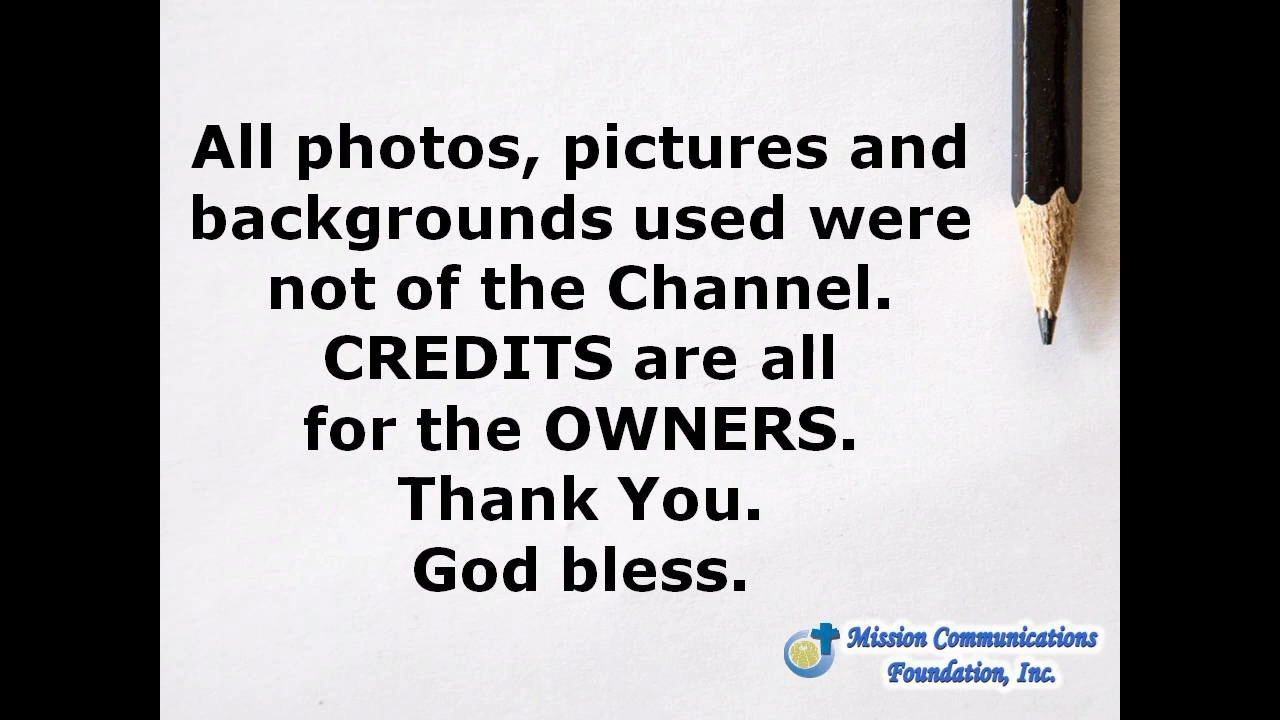 All photos, pictures and
backgrounds used were
not of the Channel.
CREDITS are all
for the OWNERS.
Thank You.
God bless.
Mission Communications
Foundation, Inc.